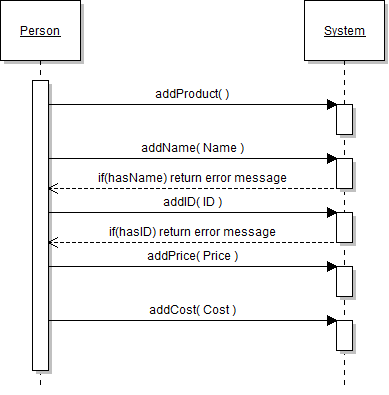 Person
System
addProduct( )
addName( Name )
if(hasName) return error message
addID( ID )
if(hasID) return error message
addPrice( Price )
addCost( Cost )